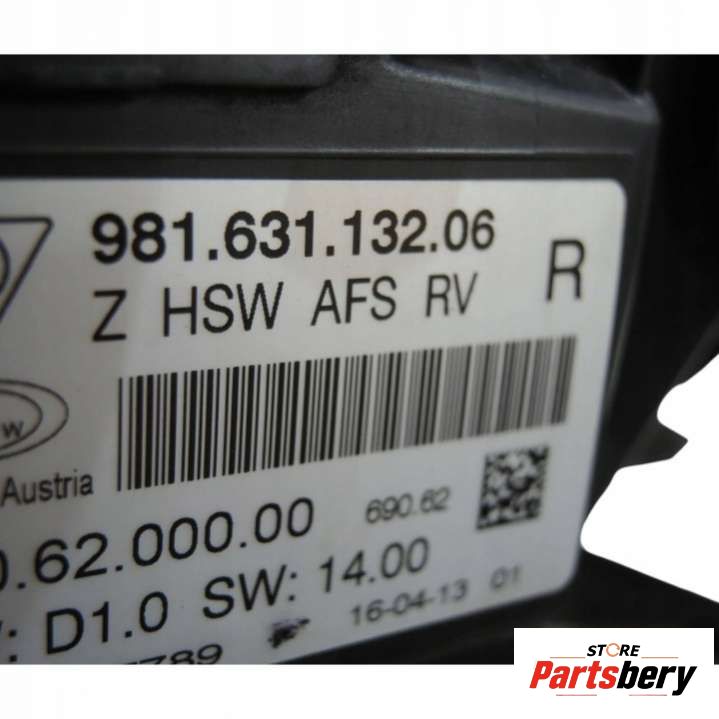 981.631.132.06
Z HSW AFS RV R
Austria
.62.000.00 690.62
D1.0 SW: 14.00
16-04-13 01
789
STORE
Partsbery